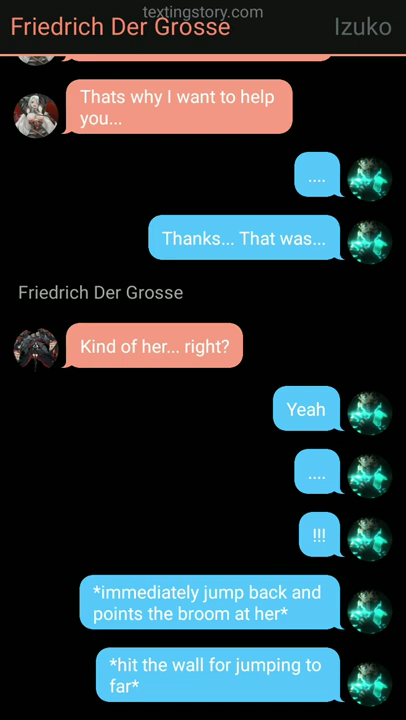 textingstory.com
Friedrich Der Grosse
Izuko
Thats why I want to help
you...
....
Thanks... That was...
Friedrich Der Grosse
Kind of her... right?
Yeah
....
!!!
*immediately jump back and
points the broom at her*
*hit the wall for jumping to
far*